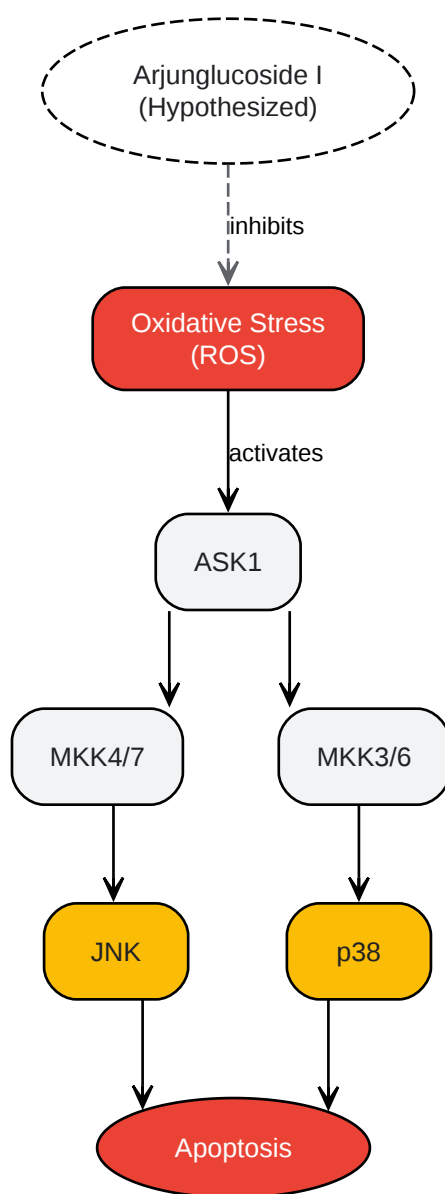 Arjunglucoside I
(Hypothesized)
inhibits
Oxidative Stress
(ROS)
activates
ASK1
MKK4/7
MKK3/6
JNK
p38
Apoptosis